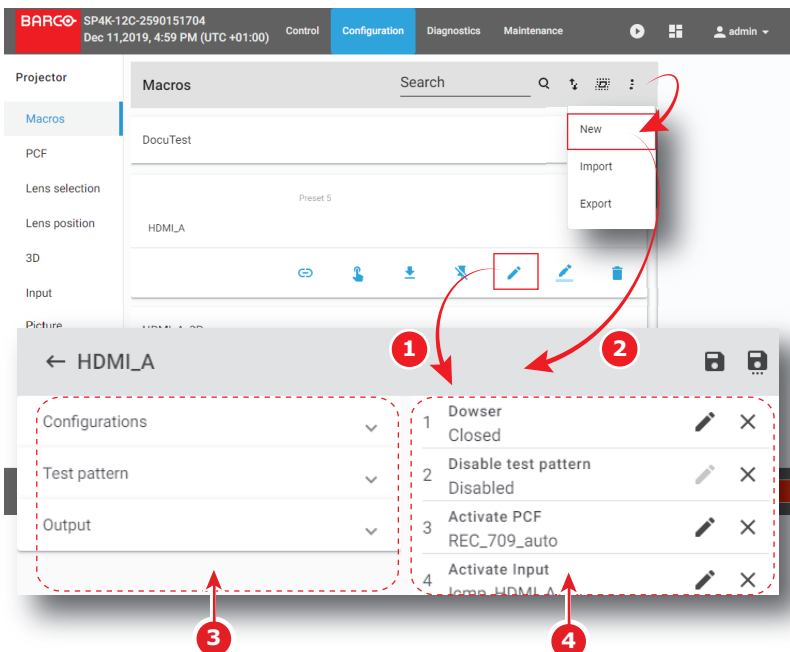 BARCO SP4K-12C-2590151704
Dec 11,2019, 4:59 PM (UTC +01:00)
Control Configuration Diagnostics Maintenance admin
Projector
Macros
PCF
Lens selection
Lens position
3D
Input
Picture
Macros Search
New
Import
Export
DocuTest
Preset 5
HDMI_A
1
2
← HDMI_A
Configurations
Test pattern
Output
1 Dowser
Closed
2 Disable test pattern
Disabled
3 Activate PCF
REC_709_auto
4 Activate Input
3
4